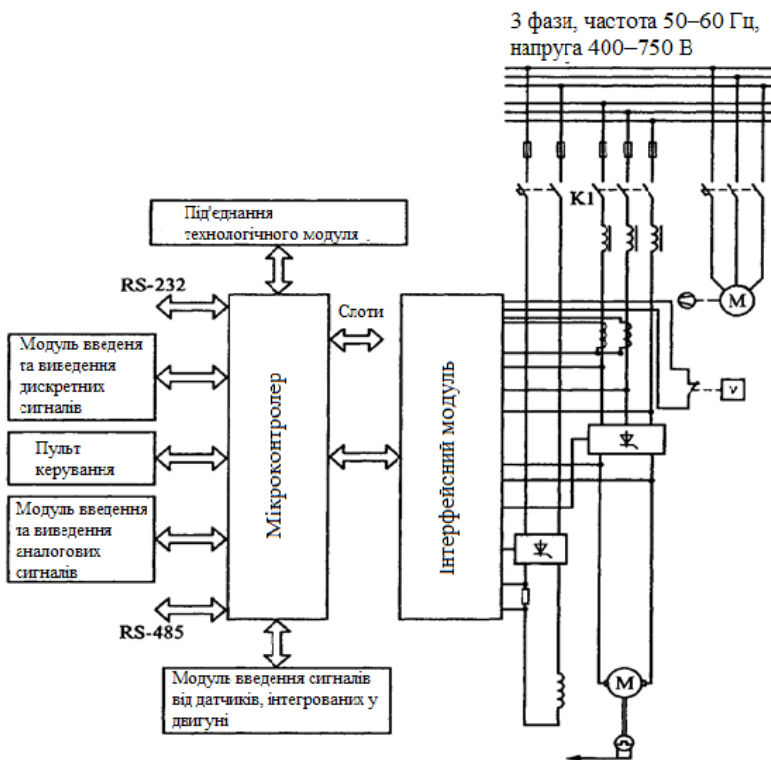 3 фази, частота 50–60 Гц,
напруга 400–750 В
К1
М
Під'єднання
технологічного модуля
RS-232
Слоти
Модуль введеня
та виведення
дискретних
сигналів
v
Мікроконтролер
Інтерфейсний модуль
Пульт
керування
Модуль введення
та виведення
аналогових
сигналів
RS-485
Модуль введення сигналів
від датчиків, інтегрованих у
двигуні
М